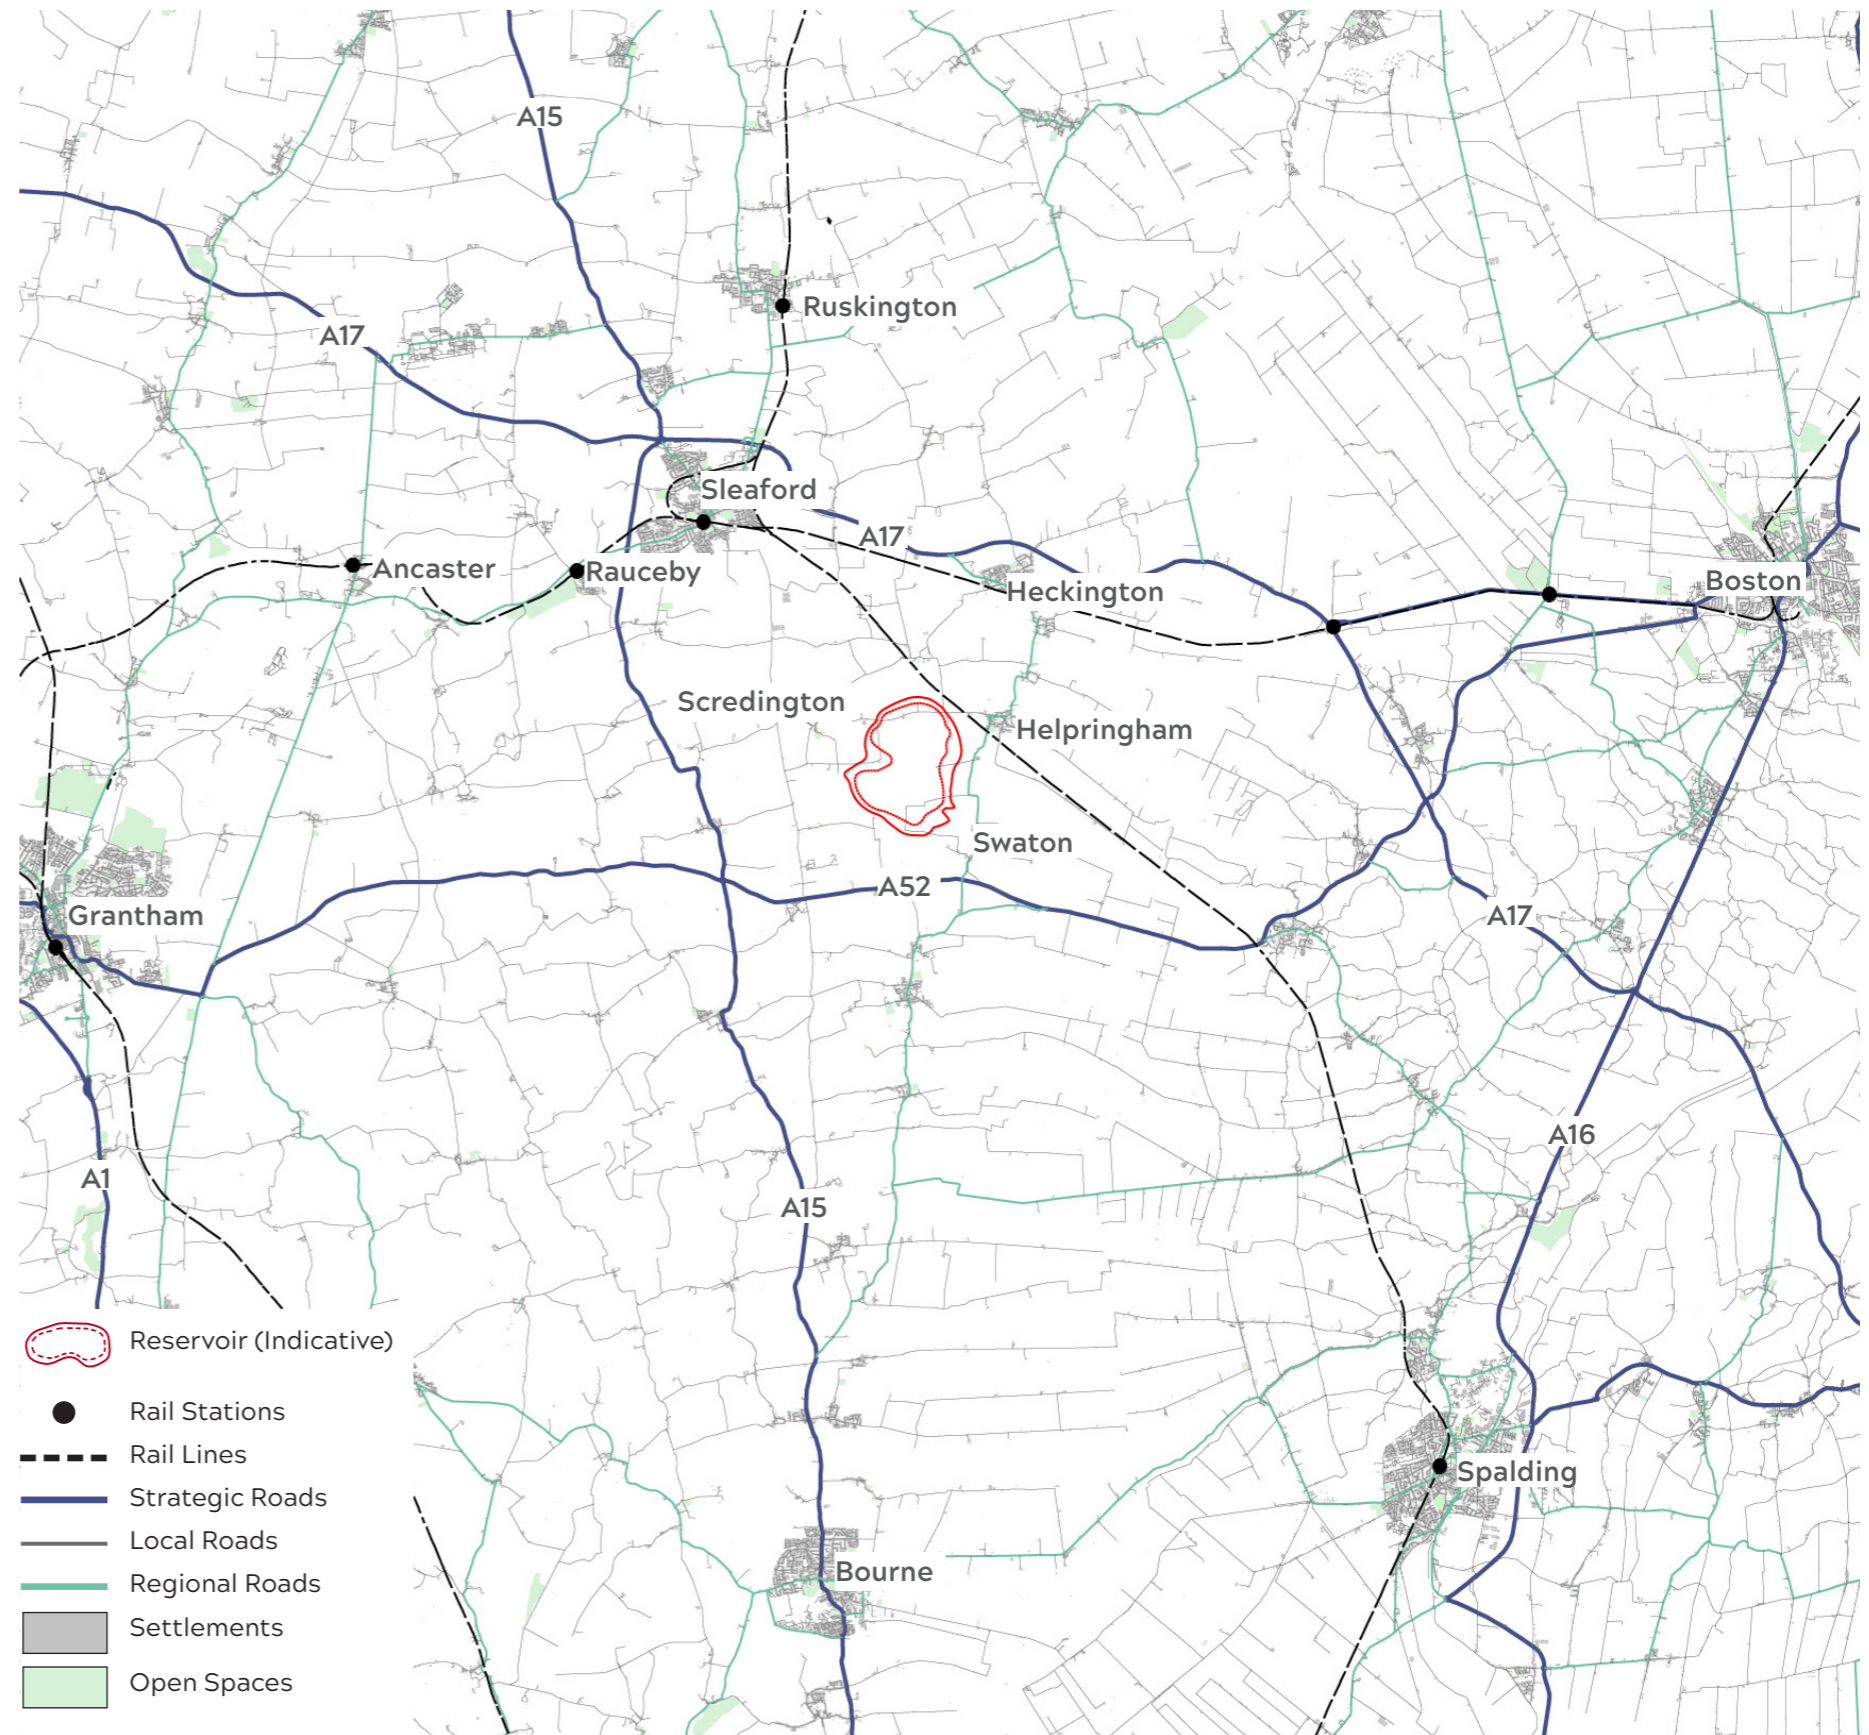 A15
Ruskington
A17
Sleaford
A17
Ancaster
Rauceby
Heckington
Boston
Scredington
Helpringham
Swaton
A52
Grantham
A17
A16
A1
A15
Spalding
Bourne
Reservoir (Indicative)
Rail Stations
Rail Lines
Strategic Roads
Local Roads
Regional Roads
Settlements
Open Spaces